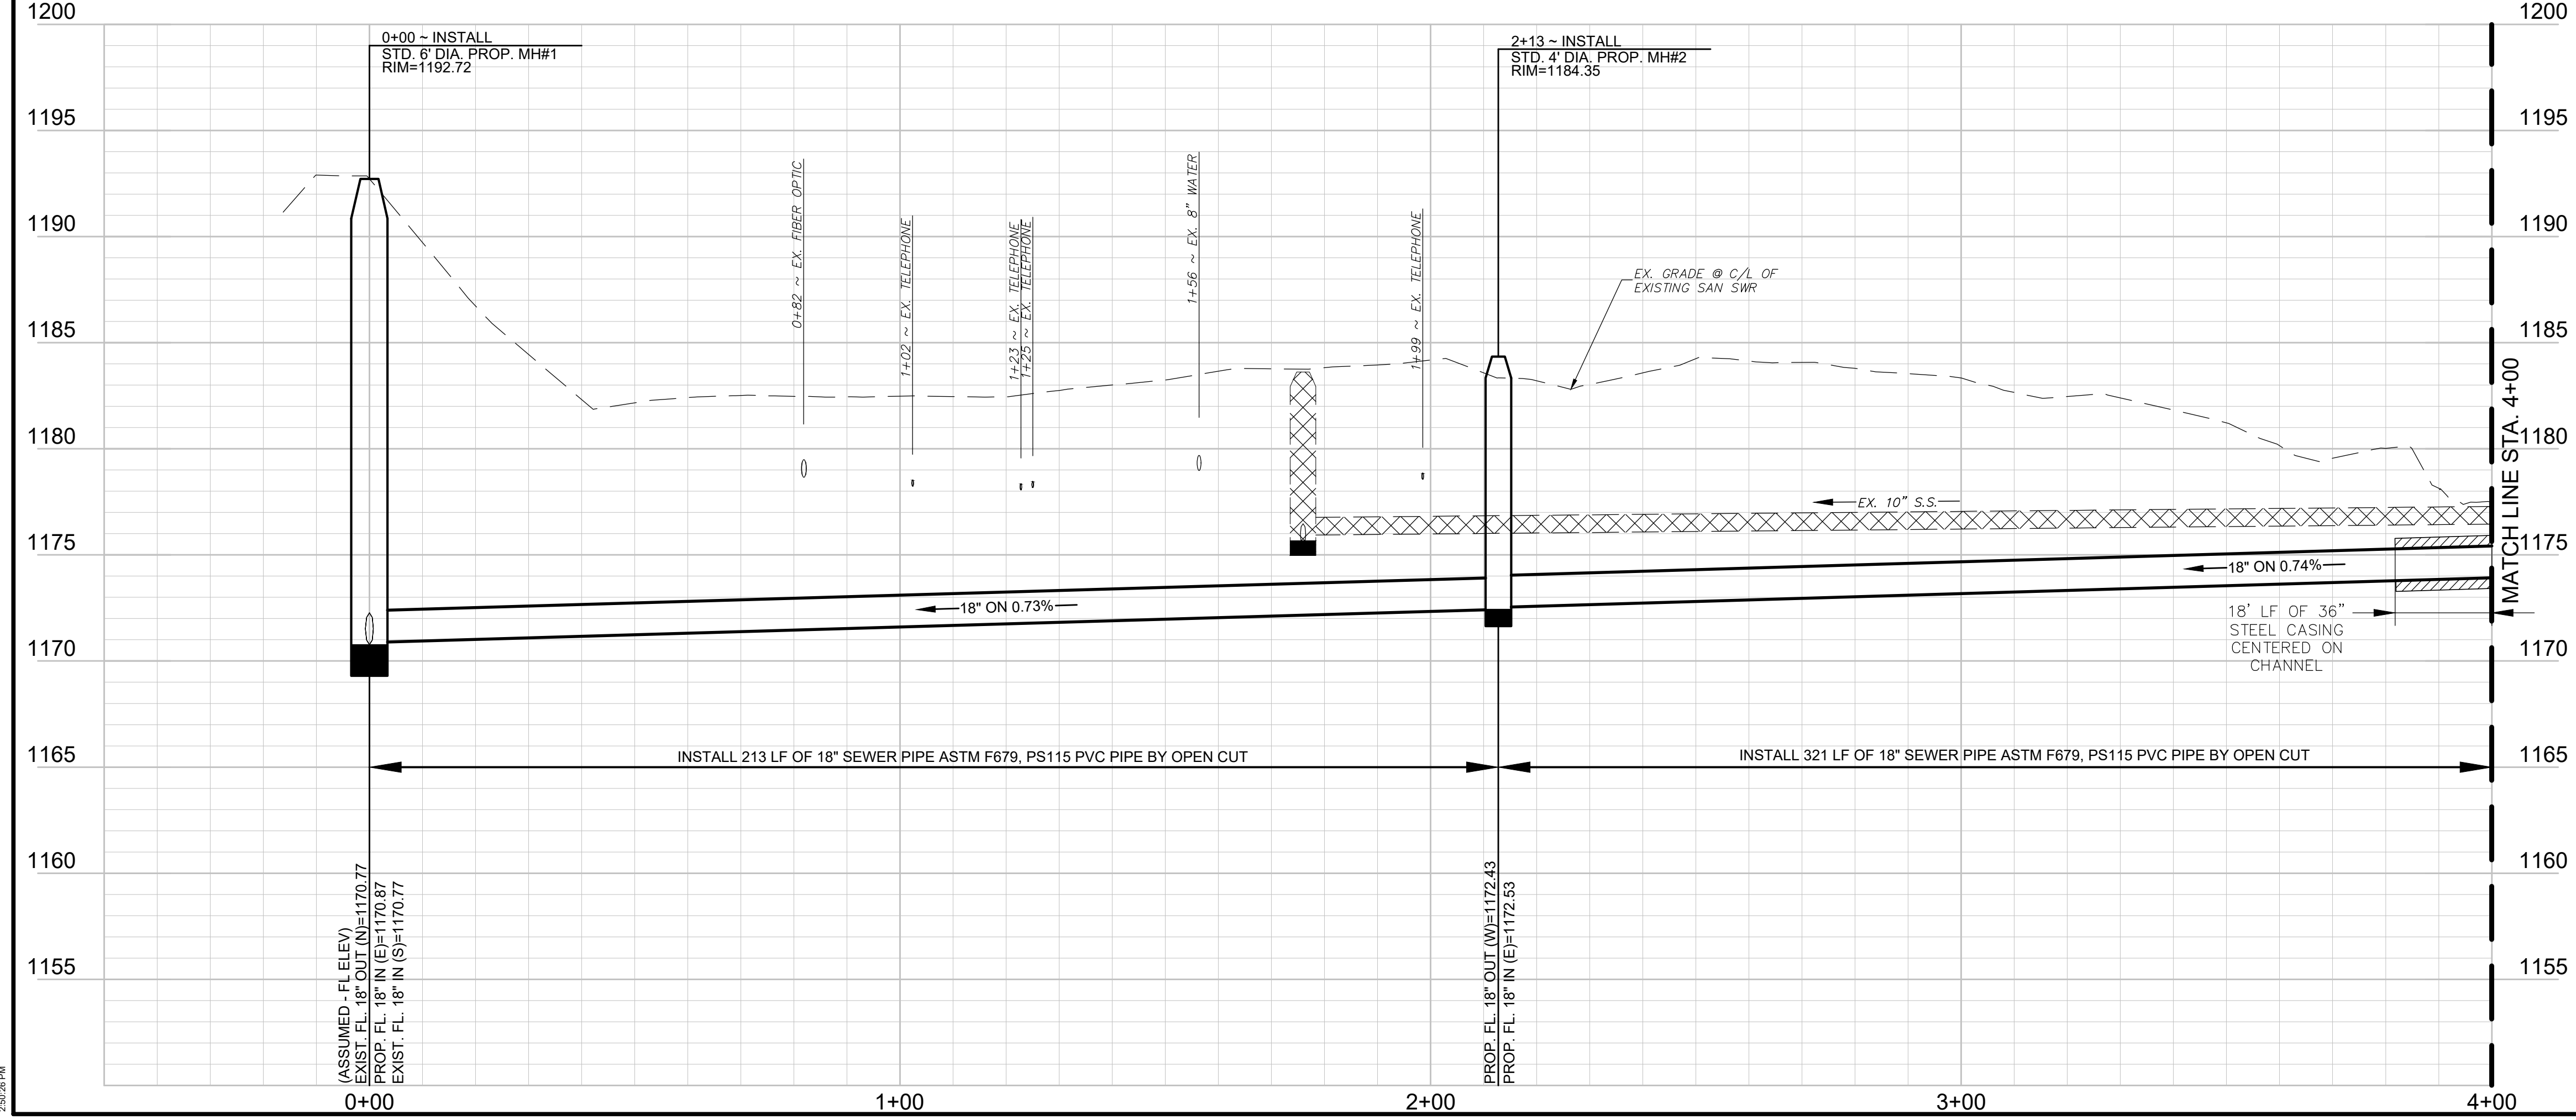 1200
1200
0+00 ~ INSTALL
STD. 6' DIA. PROP. MH#1
RIM=1192.72
2+13 ~ INSTALL
STD. 4' DIA. PROP. MH#2
RIM=1184.35
1195
1195
1190
1190
0+82 ~ EX. FIBER OPTIC
1+02 ~ EX. TELEPHONE
1+23 ~ EX. TELEPHONE
1+25 ~ EX. TELEPHONE
1+56 ~ EX. 8" WATER
1+99 ~ EX. TELEPHONE
EX. GRADE @ C/L OF
EXISTING SAN SWR
1185
1185
MATCH LINE STA. 4+00
1180
1180
EX. 10" S.S.
1175
1175
18" ON 0.73%
18" ON 0.74%
18' LF OF 36"
STEEL CASING
CENTERED ON
CHANNEL
1170
1170
INSTALL 213 LF OF 18" SEWER PIPE ASTM F679, PS115 PVC PIPE BY OPEN CUT
INSTALL 321 LF OF 18" SEWER PIPE ASTM F679, PS115 PVC PIPE BY OPEN CUT
1165
1165
1160
1160
(ASSUMED - FL ELEV)
EXIST. FL. 18" OUT (N)=1170.77
PROP. FL. 18" IN (E)=1170.87
EXIST. FL. 18" IN (S)=1170.77
PROP. FL. 18" OUT (W)=1172.43
PROP. FL. 18" IN (E)=1172.53
1155
1155
2:50:26 PM
0+00
1+00
2+00
3+00
4+00